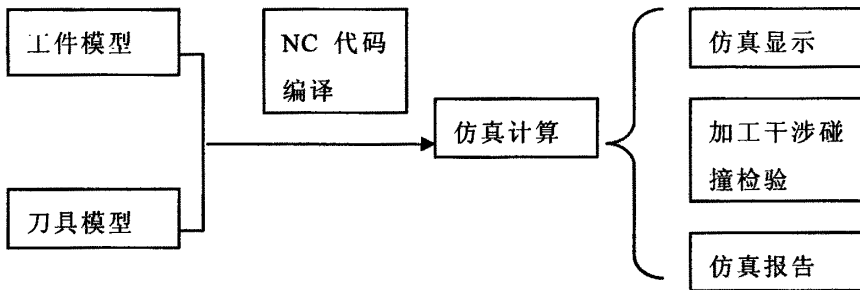 工件模型
NC 代码
编译
仿真显示
仿真计算
加工干涉碰
撞检验
刀具模型
仿真报告